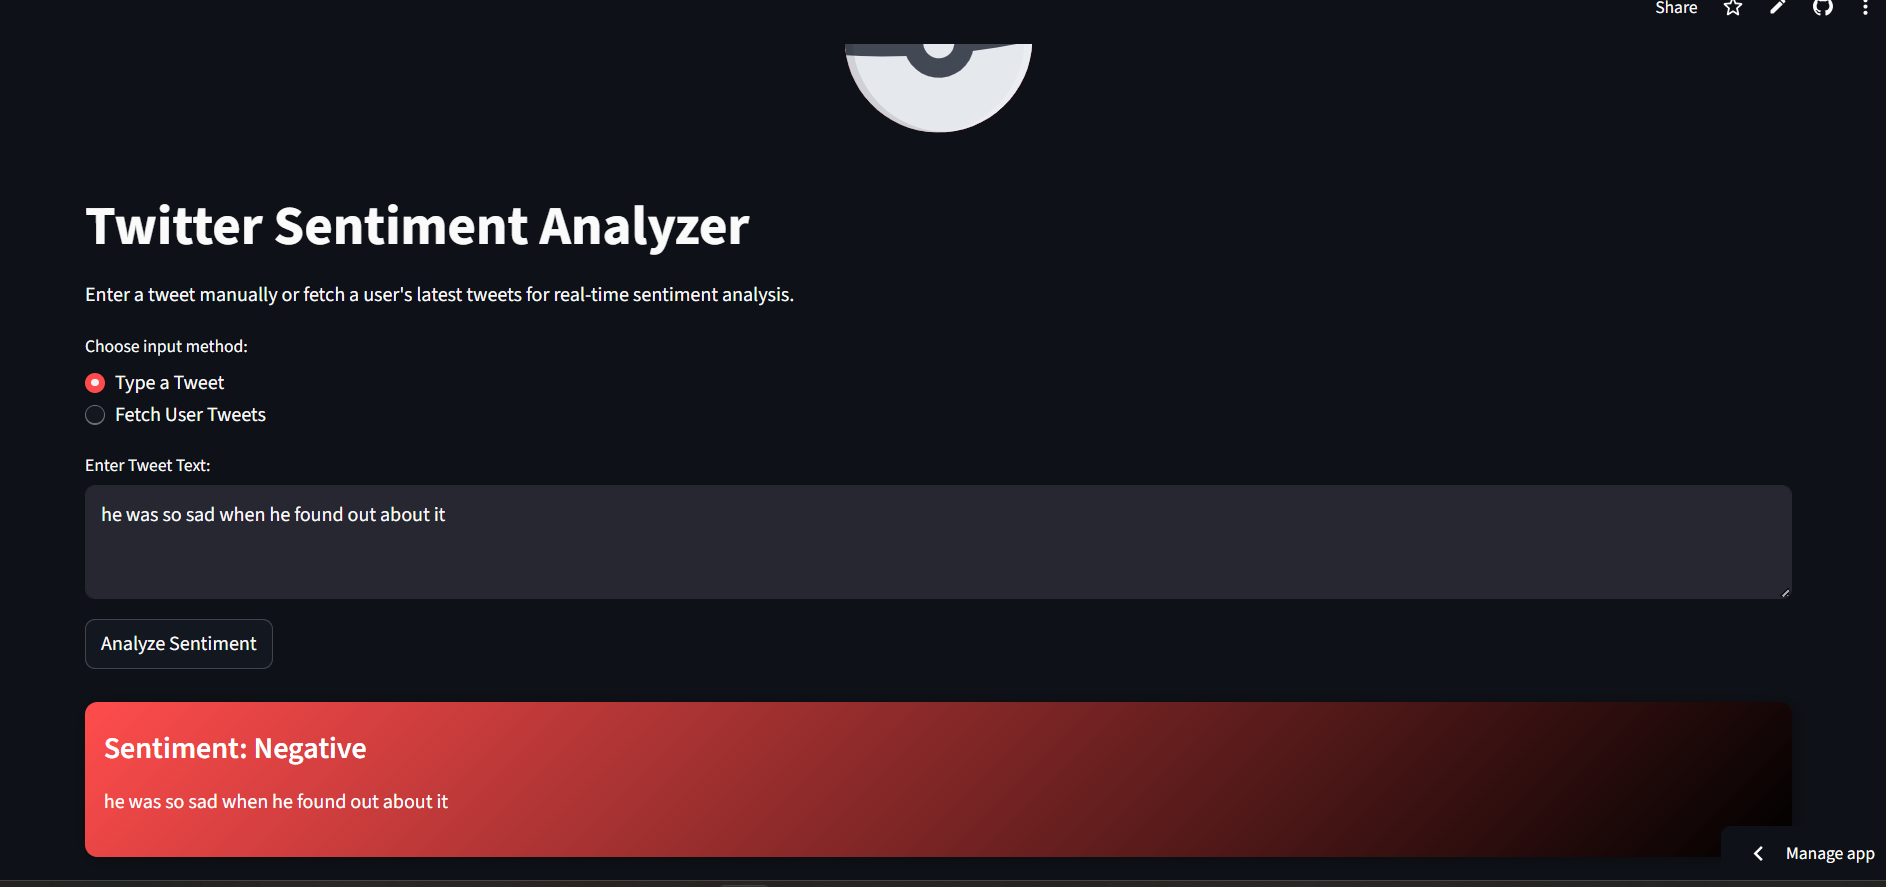 Share
Twitter Sentiment Analyzer
Enter a tweet manually or fetch a user's latest tweets for real-time sentiment analysis.
Choose input method:
Type a Tweet
Fetch User Tweets
Enter Tweet Text:
he was so sad when he found out about it
Analyze Sentiment
Sentiment: Negative
he was so sad when he found out about it
Manage app